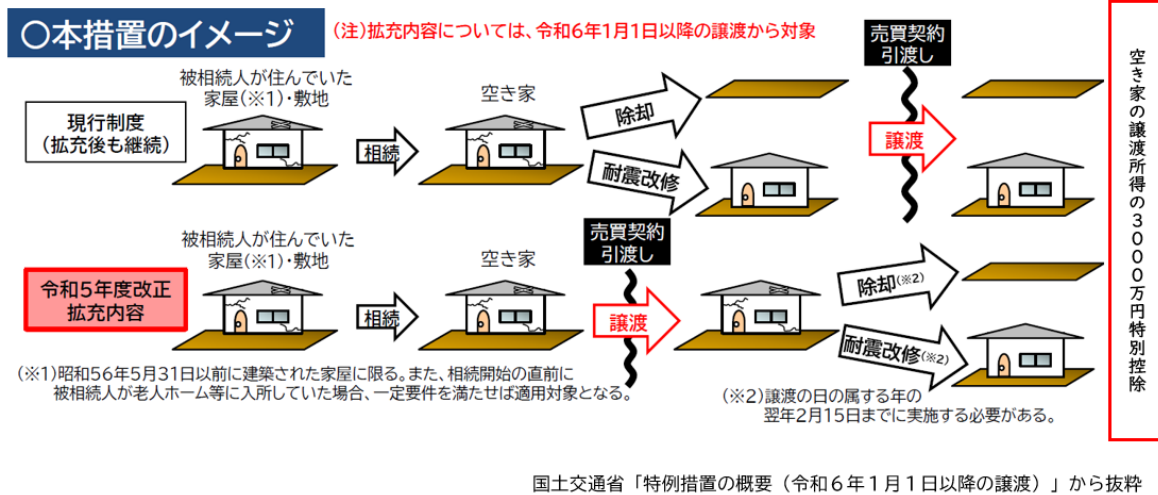 ○本措置のイメージ
(注)拡充内容については、令和6年1月1日以降の譲渡から対象
売買契約
引渡し
被相続人が住んでいた
家屋(※1)・敷地
空き家
現行制度
(拡充後も継続)
相続
除却
耐震改修
譲渡
被相続人が住んでいた
家屋(※1)・敷地
空き家
売買契約
引渡し
令和5年度改正
拡充内容
相続
譲渡
除却(※2)
耐震改修(※2)
(※1)昭和56年5月31日以前に建築された家屋に限る。また、相続開始の直前に
被相続人が老人ホーム等に入所していた場合、一定要件を満たせば適用対象となる。
(※2)譲渡の日の属する年の
翌年2月15日までに実施する必要がある。
空き家の譲渡所得の3000万円特別控除
国土交通省「特例措置の概要(令和6年1月1日以降の譲渡)」から抜粋